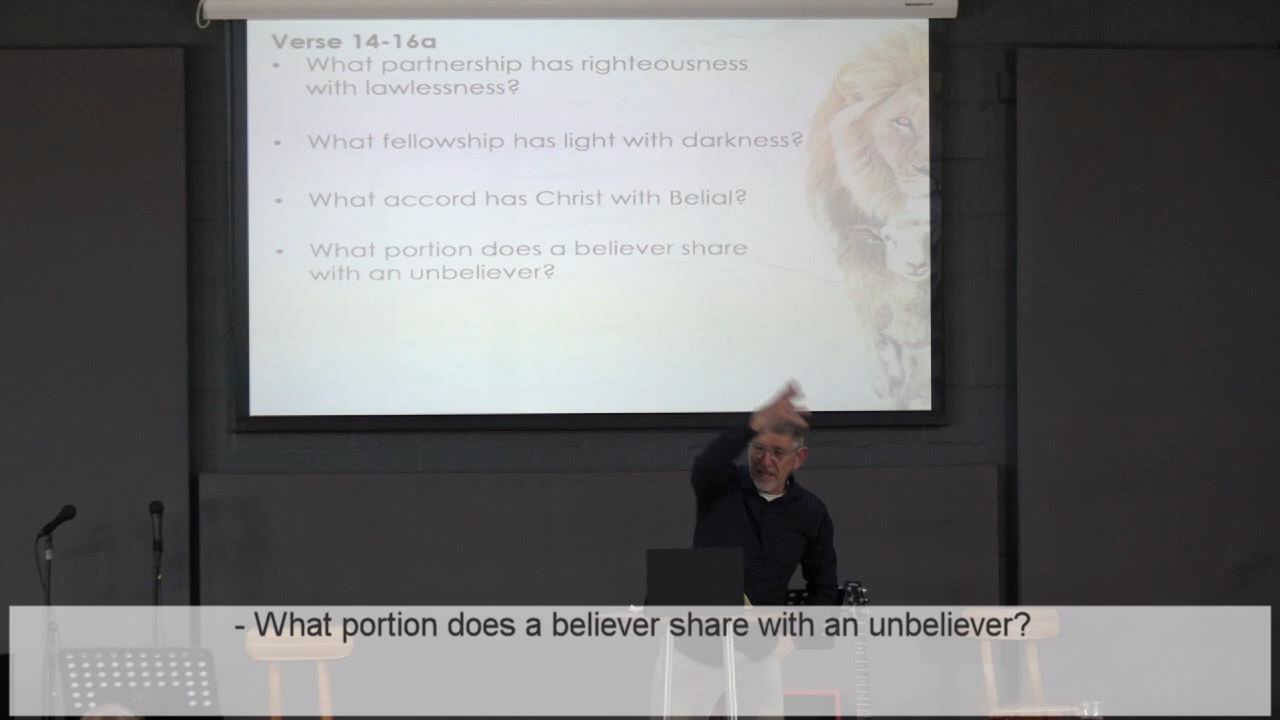 Verse 14-16a
• What partnership has righteousness
with lawlessness?
• What fellowship has light with darkness?
• What accord has Christ with Belial?
• What portion does a believer share
with an unbeliever?
- What portion does a believer share with an unbeliever?